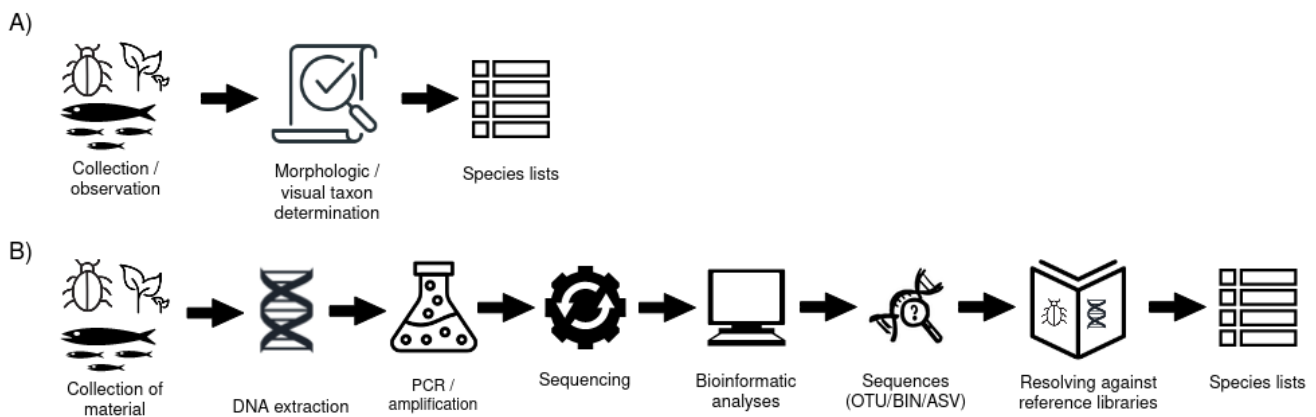 A)
Collection /
observation
Morphologic /
visual taxon
determination
Species lists
B)
Collection of
material
DNA extraction
PCR /
amplification
Sequencing
Bioinformatic
analyses
?
Sequences
(OTU/BIN/ASV)
Resolving against
reference libraries
Species lists